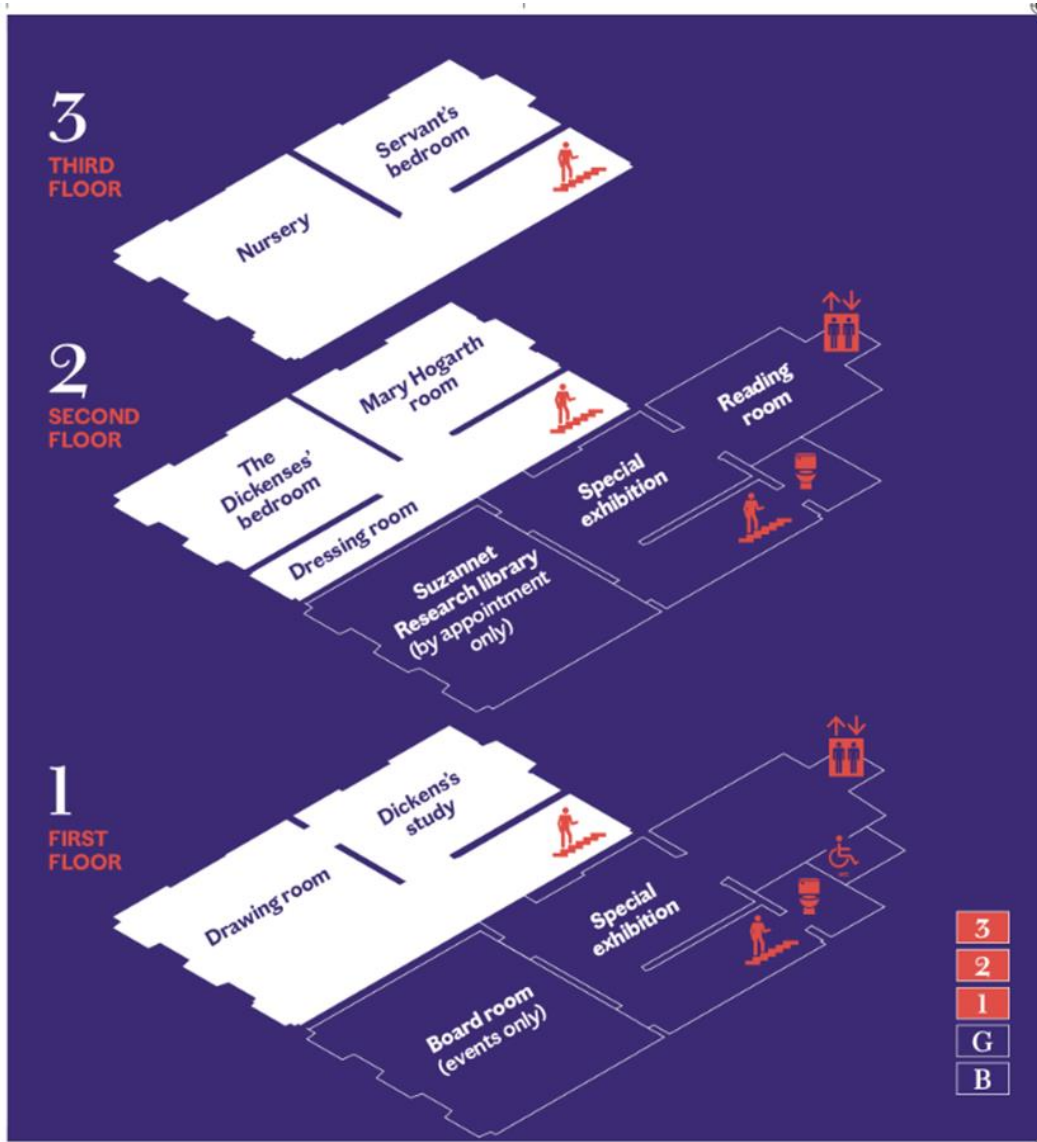 3
THIRD
FLOOR
Servant's
bedroom
Nursery
2
SECOND
FLOOR
Mary Hogarth
room
The
Dickenses'
bedroom
Dressing room
Reading
room
Special
exhibition
Suzannet
Research library
(by appointment
only)
1
FIRST
FLOOR
Dickens's
study
Drawing room
Special
exhibition
Board room
(events only)
3
2
1
G
B